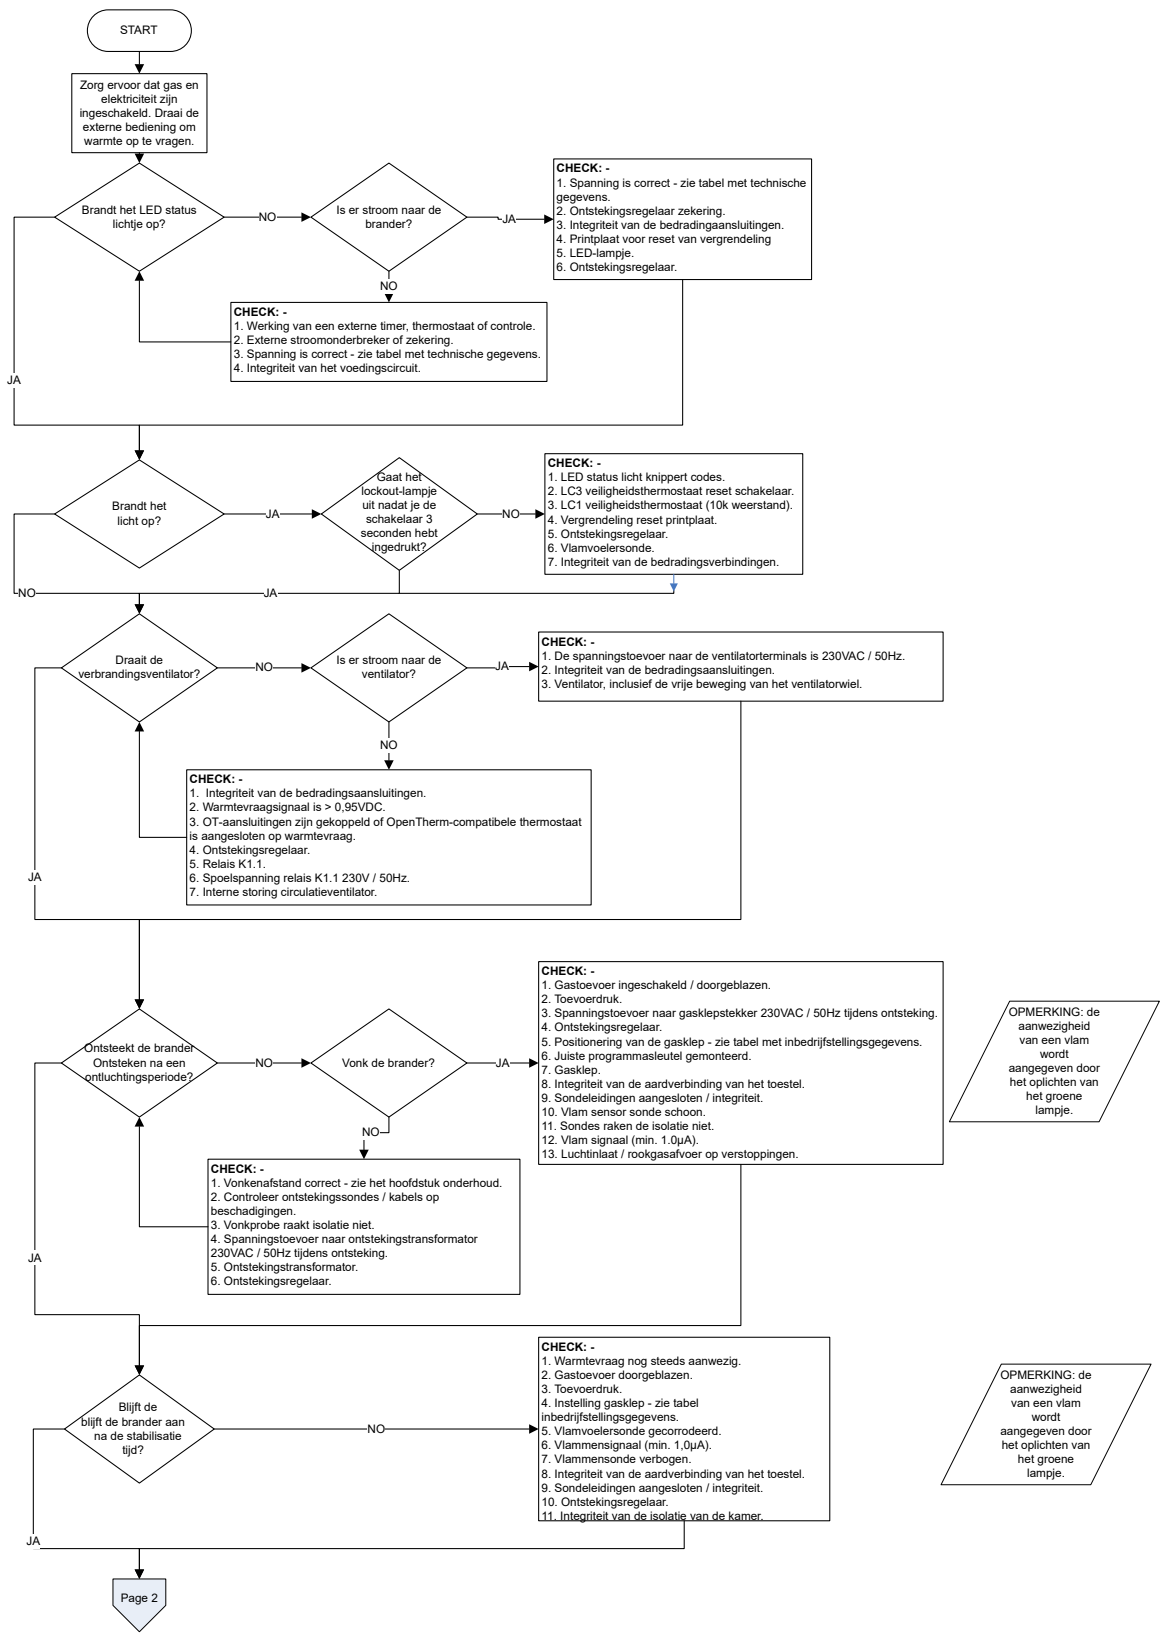 START
Zorg ervoor dat gas en
elektriciteit zijn
ingeschakeld. Draai de
externe bediening om
warmte op te vragen.
Brandt het LED status
lichtje op?
NO
Is er stroom naar de
brander?
JA
CHECK: -
1. Spanning is correct - zie tabel met technische
gegevens.
2. Ontstekingsregelaar zekering.
3. Integriteit van de bedradingaansluitingen.
4. Printplaat voor reset van vergrendeling
5. LED-lampje.
6. Ontstekingsregelaar.
NO
CHECK: -
1. Werking van een externe timer, thermostaat of controle.
2. Externe stroomonderbreker of zekering.
3. Spanning is correct - zie tabel met technische gegevens.
4. Integriteit van het voedingscircuit.
JA
Brandt het
licht op?
JA
Gaat het
lockout-lampje
uit nadat je de
schakelaar 3
seconden hebt
ingedrukt?
NO
CHECK: -
1. LED status licht knippert codes.
2. LC3 veiligheidsthermostaat reset schakelaar.
3. LC1 veiligheidsthermostaat (10k weerstand).
4. Vergrendeling reset printplaat.
5. Ontstekingsregelaar.
6. Vlamvoelersonde.
7. Integriteit van de bedradingsverbindingen.
NO
JA
Draait de
verbrandingsventilator?
NO
Is er stroom naar de
ventilator?
JA
CHECK: -
1. De spanningstoevoer naar de ventilatorterminals is 230VAC / 50Hz.
2. Integriteit van de bedradingsaansluitingen.
3. Ventilator, inclusief de vrije beweging van het ventilatorwiel.
NO
CHECK: -
1. Integriteit van de bedradingsaansluitingen.
2. Warmtevraagsignaal is > 0,95VDC.
3. OT-aansluitingen zijn gekoppeld of OpenTherm-compatibele thermostaat
is aangesloten op warmtevraag.
4. Ontstekingsregelaar.
5. Relais K1.1.
6. Spoelspanning relais K1.1 230V / 50Hz.
7. Interne storing circulatieventilator.
JA
Ontsteekt de brander
Ontsteken na een
ontluchtingsperiode?
NO
Vonk de brander?
JA
CHECK: -
1. Gastoevoer ingeschakeld / doorgeblazen.
2. Toevoerdruk.
3. Spanningstoevoer naar gasklepstekker 230VAC / 50Hz tijdens ontsteking.
4. Ontstekingsregelaar.
5. Positionering van de gasklep - zie tabel met inbedrijfstellingsgegevens.
6. Juiste programmasleutel gemonteerd.
7. Gasklep.
8. Integriteit van de aardverbinding van het toestel.
9. Sondeleidingen aangesloten / integriteit.
10. Vlam sensor sonde schoon.
11. Sondes raken de isolatie niet.
12. Vlam signaal (min. 1.0µA).
13. Luchtinlaat / rookgasafvoer op verstoppingen.
OPMERKING: de
aanwezigheid
van een vlam
wordt
aangegeven door
het oplichten van
het groene
lampje.
NO
CHECK: -
1. Vonkenafstand correct - zie het hoofdstuk onderhoud.
2. Controleer ontstekingssondes / kabels op
beschadigingen.
3. Vonkprobe raakt isolatie niet.
4. Spanningstoevoer naar ontstekingstransformator
230VAC / 50Hz tijdens ontsteking.
5. Ontstekingstransformator.
6. Ontstekingsregelaar.
JA
Blijft de
blijft de brander aan
na de stabilisatie
tijd?
NO
CHECK: -
1. Warmtevraag nog steeds aanwezig.
2. Gastoevoer doorgeblazen.
3. Toevoerdruk.
4. Instelling gasklep - zie tabel
inbedrijfstellingsgegevens.
5. Vlamvoelersonde gecorrodeerd.
6. Vlammensignaal (min. 1,0µA).
7. Vlammensonde verbogen.
8. Integriteit van de aardverbinding van het toestel.
9. Sondeleidingen aangesloten / integriteit.
10. Ontstekingsregelaar.
11. Integriteit van de isolatie van de kamer.
OPMERKING: de
aanwezigheid
van een vlam
wordt
aangegeven door
het oplichten van
het groene
lampje.
JA
Page 2